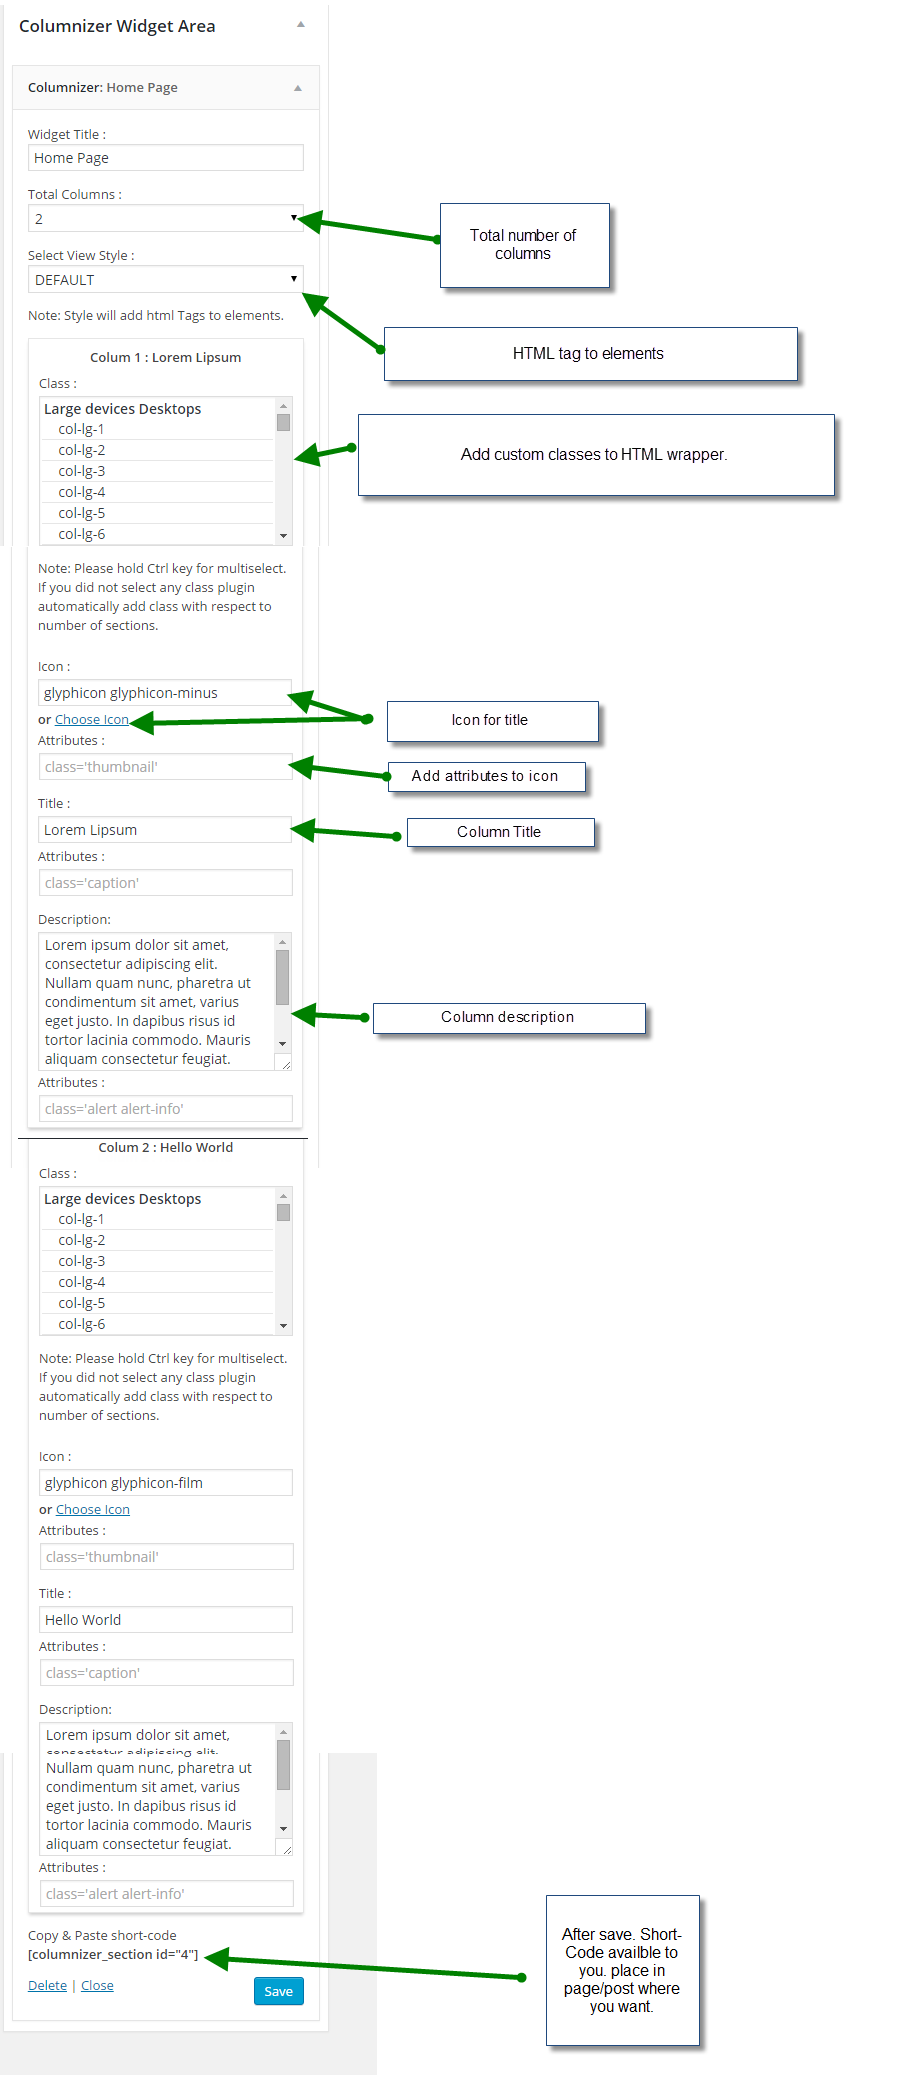 Columnizer Widget Area
Columnizer: Home Page
Widget Title :
Home Page
Total Columns :
2
Total number of
columns
Select View Style :
DEFAULT
Note: Style will add html Tags to elements.
HTML tag to elements
Colum 1 : Lorem Lipsum
Class :
Large devices Desktops
col-lg-1
col-lg-2
col-lg-3
col-lg-4
col-lg-5
col-lg-6
Add custom classes to HTML wrapper.
Note: Please hold Ctrl key for multiselect.
If you did not select any class plugin
automatically add class with respect to
number of sections.
Icon :
glyphicon glyphicon-minus
or Choose Icon
Icon for title
Attributes :
class='thumbnail'
Add attributes to icon
Title :
Lorem Lipsum
Column Title
Attributes :
class='caption'
Description:
Lorem ipsum dolor sit amet,
consectetur adipiscing elit.
Nullam quam nunc, pharetra ut
condimentum sit amet, varius
eget justo. In dapibus risus id
tortor lacinia commodo. Mauris
aliquam consectetur feugiat.
Column description
Attributes :
class='alert alert-info'
Colum 2 : Hello World
Class :
Large devices Desktops
col-lg-1
col-lg-2
col-lg-3
col-lg-4
col-lg-5
col-lg-6
Note: Please hold Ctrl key for multiselect.
If you did not select any class plugin
automatically add class with respect to
number of sections.
Icon :
glyphicon glyphicon-film
or Choose Icon
Attributes :
class='thumbnail'
Title :
Hello World
Attributes :
class='caption'
Description:
Lorem ipsum dolor sit amet,
consectetur adipiscing elit.
Nullam quam nunc, pharetra ut
condimentum sit amet, varius
eget justo. In dapibus risus id
tortor lacinia commodo. Mauris
aliquam consectetur feugiat.
Attributes :
class='alert alert-info'
Copy & Paste short-code
[columnizer_section id="4"]
Delete | Close
Save
After save. Short-
Code availble to
you. place in
page/post where
you want.